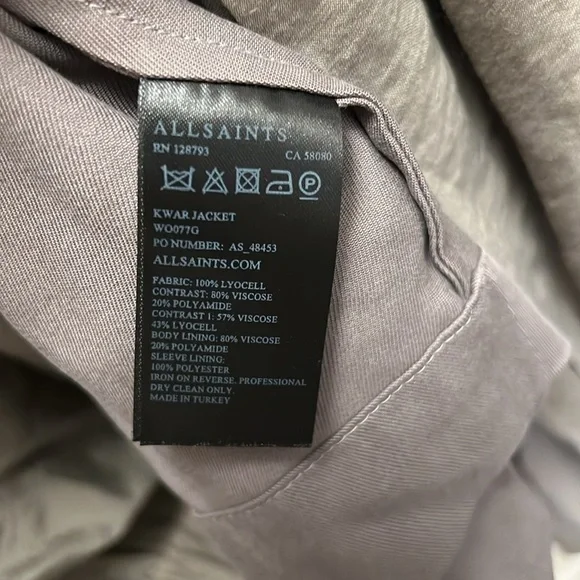 ALLSAINTS
RN 128793 CA 58080
P
KWAR JACKET
WO077G
PO NUMBER: AS_48453
ALLSAINTS.COM
FABRIC: 100% LYOCELL
CONTRAST: 80% VISCOSE
20% POLYAMIDE
CONTRAST 1: 57% VISCOSE
43% LYOCELL
BODY LINING: 80% VISCOSE
20% POLYAMIDE
SLEEVE LINING:
100% POLYESTER
IRON ON REVERSE. PROFESSIONAL
DRY CLEAN ONLY.
MADE IN TURKEY